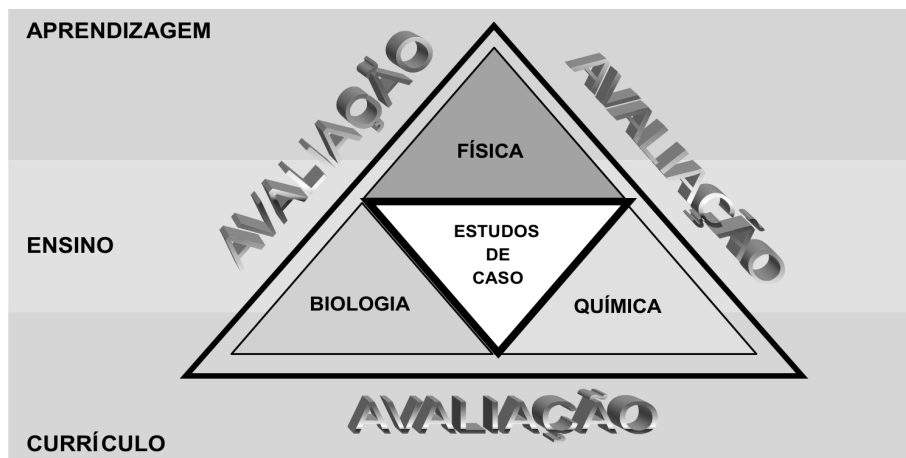 APRENDIZAGEM
AVALIAÇÃO
AVALIAÇÃO
FÍSICA
ENSINO
ESTUDOS
DE
CASO
BIOLOGIA
QUÍMICA
AVALIAÇÃO
CURRÍCULO